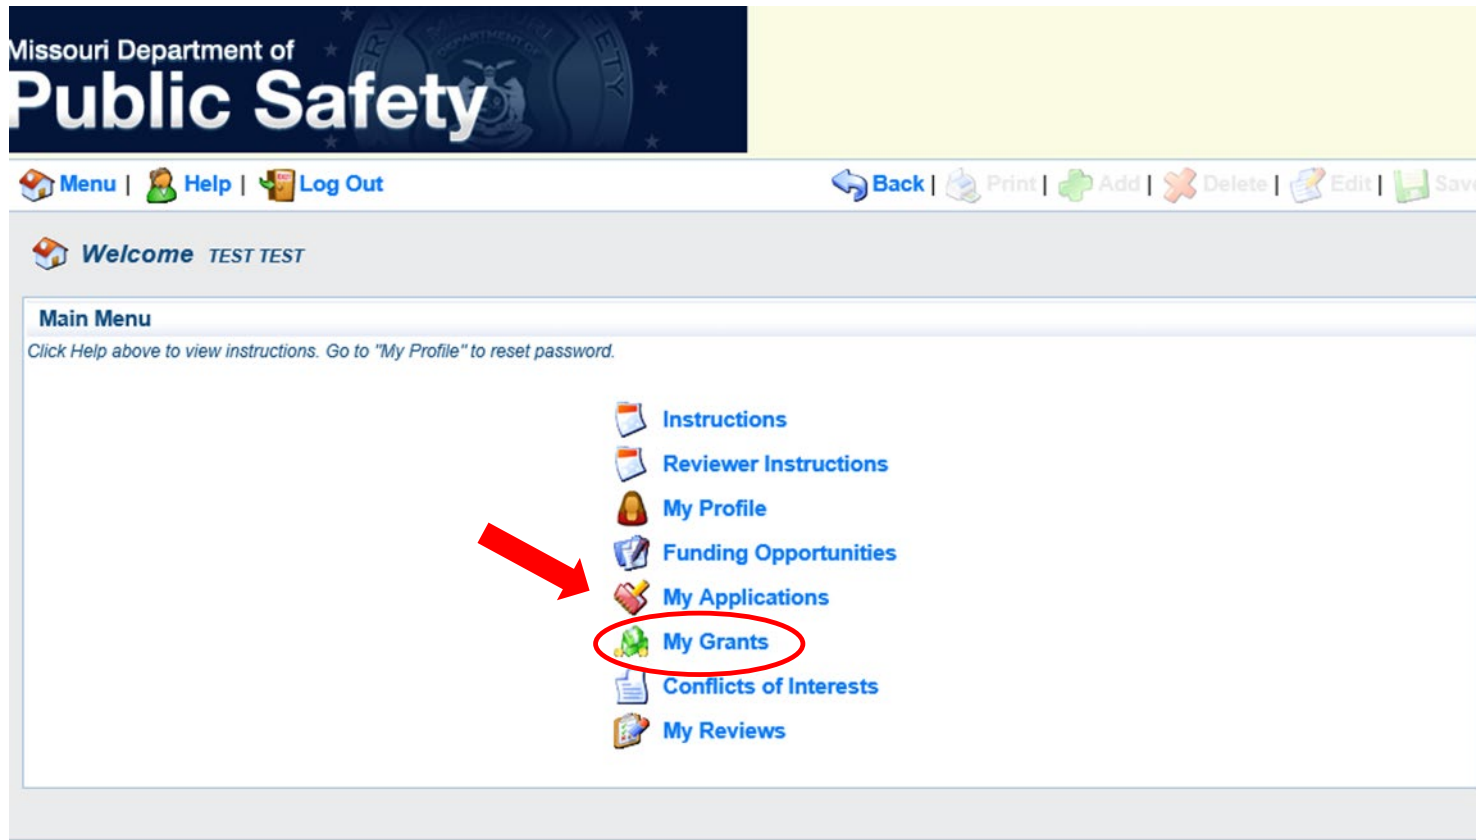 Missouri Department of
Public Safety
Menu | Help | Log Out
Back | Print | Add | Delete | Edit | Save
Welcome TEST TEST
Main Menu
Click Help above to view instructions. Go to "My Profile" to reset password.
Instructions
Reviewer Instructions
My Profile
Funding Opportunities
My Applications
My Grants
Conflicts of Interests
My Reviews